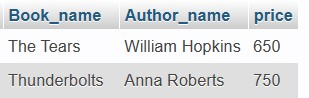 Book_name Author_name price
The Tears William Hopkins 650
Thunderbolts Anna Roberts 750